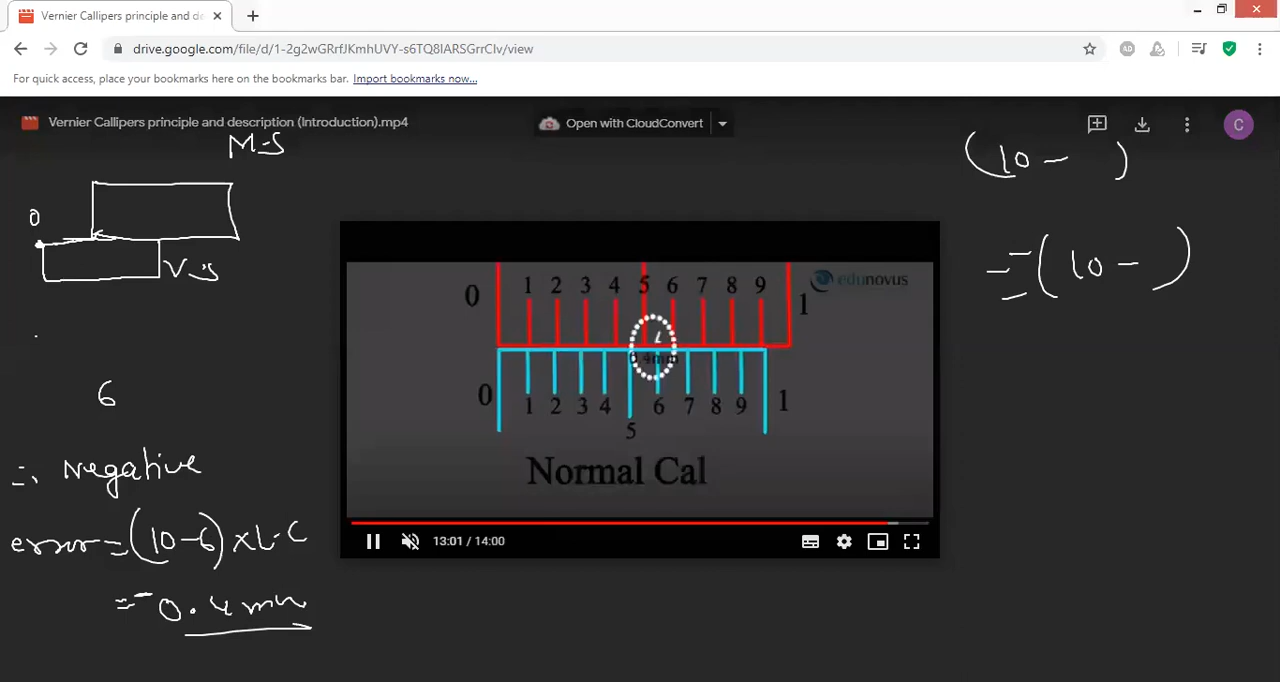 Vernier Callipers principle and de
drive.google.com/file/d/1-2g2wGRrfJKmhUVY-s6TQ8IARSGrrCIv/view
For quick access, place your bookmarks here on the bookmarks bar. Import bookmarks now...
Vernier Callipers principle and description (Introduction).mp4
Open with CloudConvert
C
M-S
(10 - )
0
V-S
= (10 - )
edunovus
0 1 2 3 4 5 6 7 8 9 1
0 1 2 3 4 5 6 7 8 9 1
Normal Cal
6
∴ Negative
error = (10-6) x L.C
= -0.4 mm
13:01 / 14:00